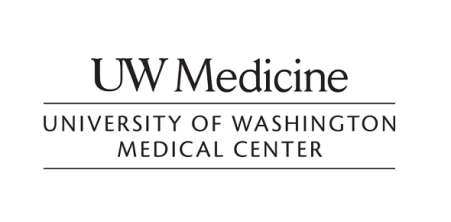 UW Medicine
UNIVERSITY OF WASHINGTON
MEDICAL CENTER